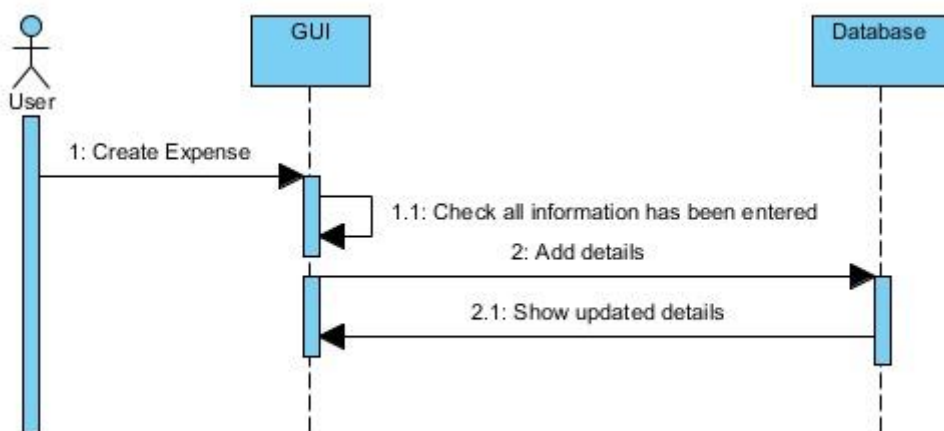 GUI
Database
User
1: Create Expense
1.1: Check all information has been entered
2: Add details
2.1: Show updated details